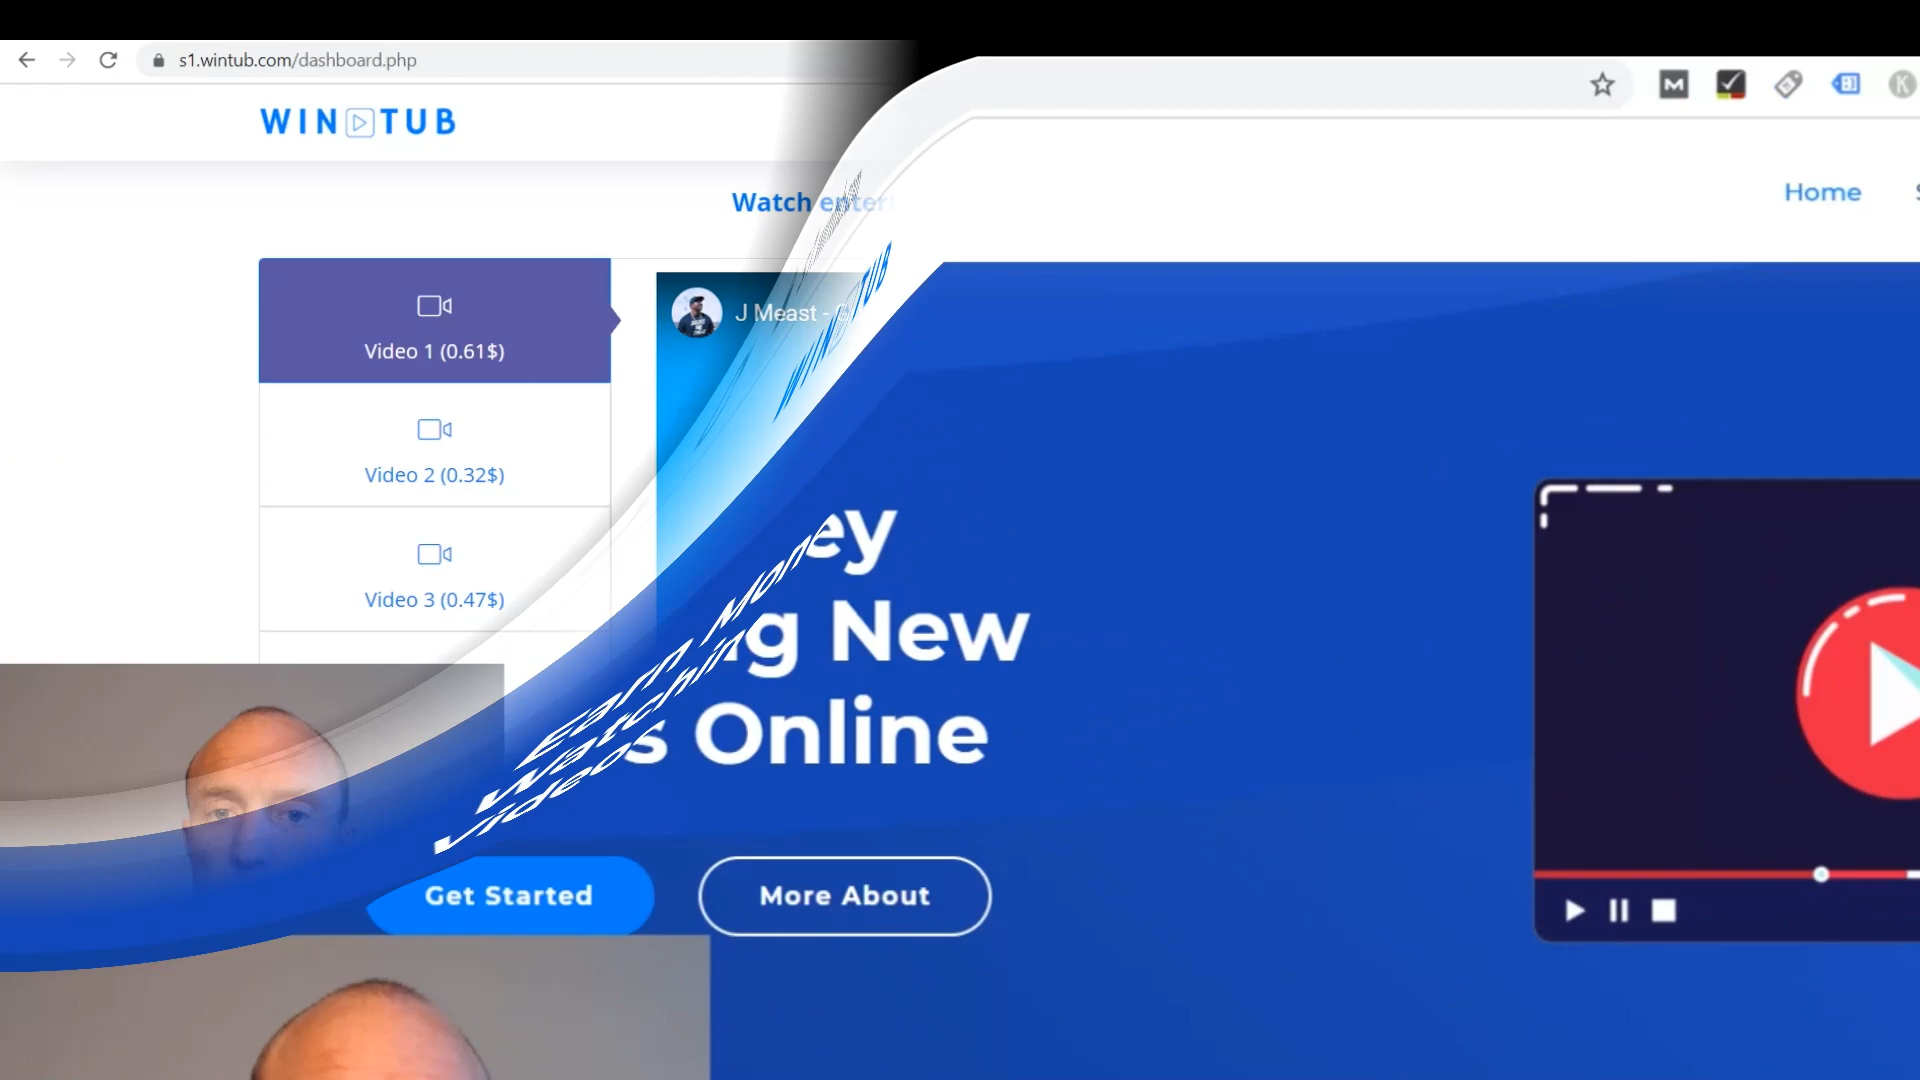 s1.wintub.com/dashboard.php
WIN TUB
Home
Watch enter
J Meast - G
Video 1 (0.61$)
Video 2 (0.32$)
Video 3 (0.47$)
Earn Money
Watching New
Videos Online
Get Started
More About